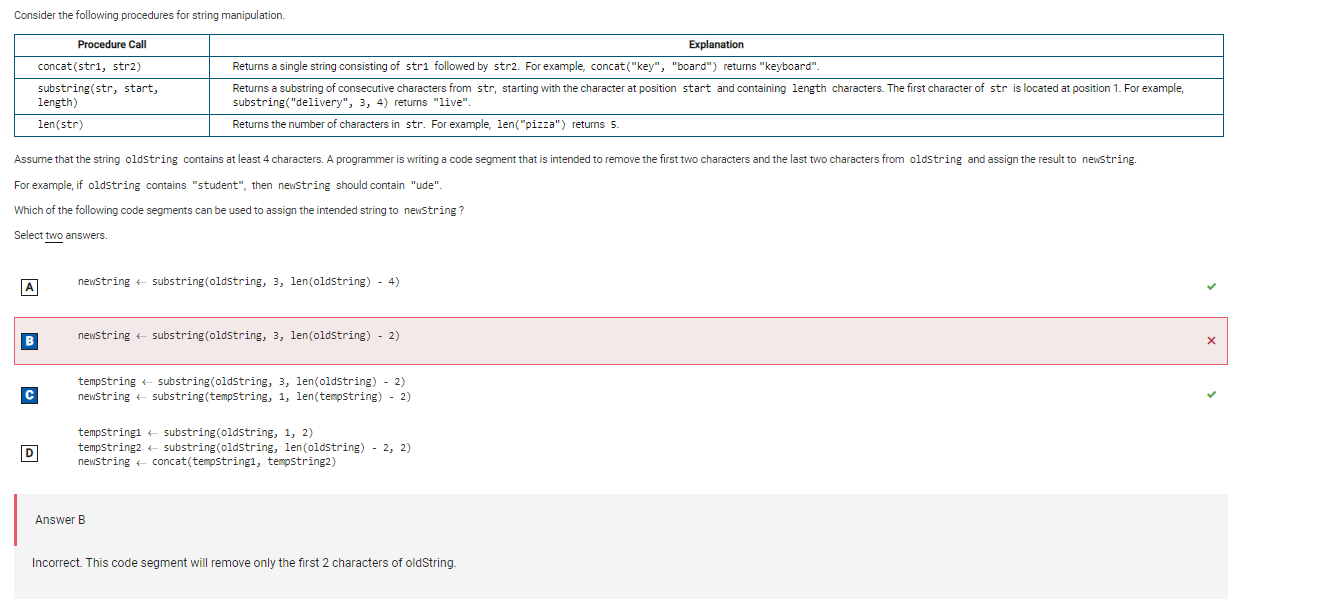 Consider the following procedures for string manipulation.
Procedure Call Explanation
concat(str1, str2) Returns a single string consisting of str1 followed by str2. For example, concat("key", "board") returns "keyboard".
substring(str, start, Returns a substring of consecutive characters from str, starting with the character at position start and containing length characters. The first character of str is located at position 1. For example,
length) substring("delivery", 3, 4) returns "live".
len(str) Returns the number of characters in str. For example, len("pizza") returns 5.
Assume that the string oldString contains at least 4 characters. A programmer is writing a code segment that is intended to remove the first two characters and the last two characters from oldString and assign the result to newString.
For example, if oldString contains "student", then newString should contain "ude".
Which of the following code segments can be used to assign the intended string to newString ?
Select two answers.
A newString ← substring(oldString, 3, len(oldString) - 4) ✓
B newString ← substring(oldString, 3, len(oldString) - 2) ✕
tempString ← substring(oldString, 3, len(oldString) - 2)
C newString ← substring(tempString, 1, len(tempString) - 2) ✓
tempString1 ← substring(oldString, 1, 2)
D tempString2 ← substring(oldString, len(oldString) - 2, 2)
newString ← concat(tempString1, tempString2)
Answer B
Incorrect. This code segment will remove only the first 2 characters of oldString.